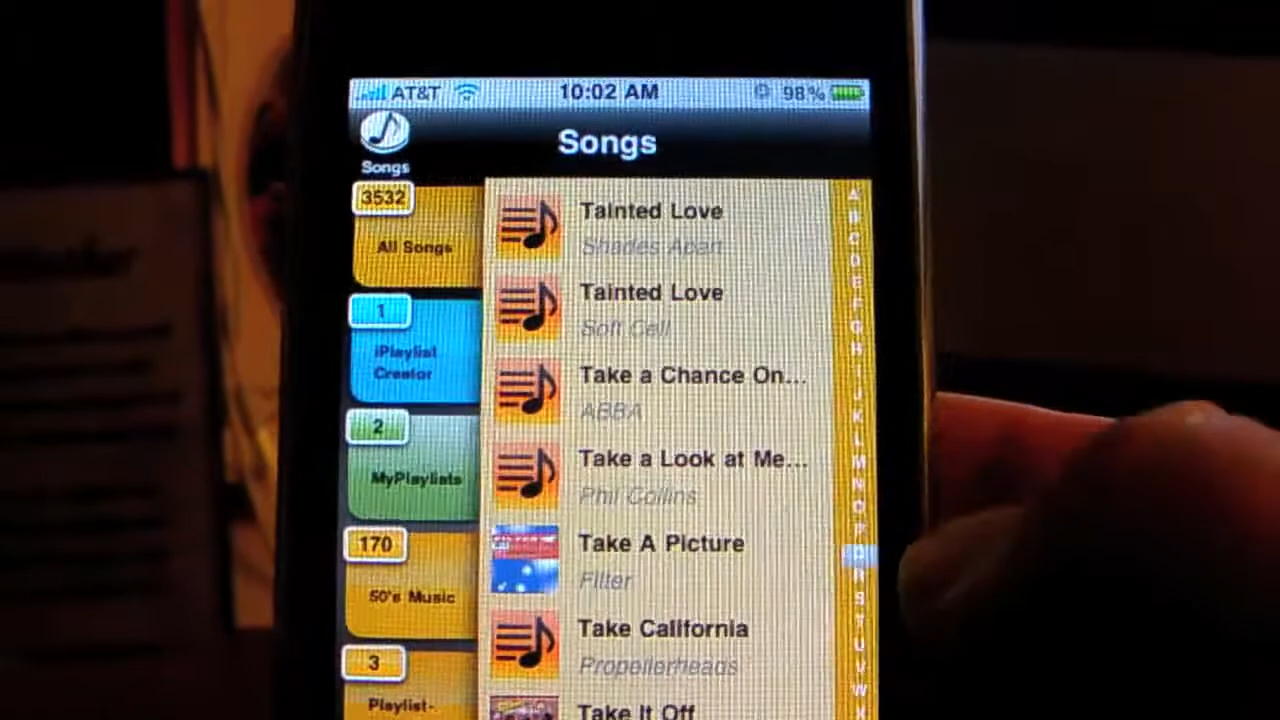 AT&T 10:02 AM 98%
Songs
Songs
3532
All Songs
1
iPlaylist
Creator
2
MyPlaylists
170
50's Music
3
Playlist-
Tainted Love
Shades Apart
Tainted Love
Soft Cell
Take a Chance On...
ABBA
Take a Look at Me...
Phil Collins
Take A Picture
Filter
Take California
Propellerheads
Take It Off
A
B
C
D
E
F
G
H
I
J
K
L
M
N
O
P
Q
R
S
T
U
V
W
X